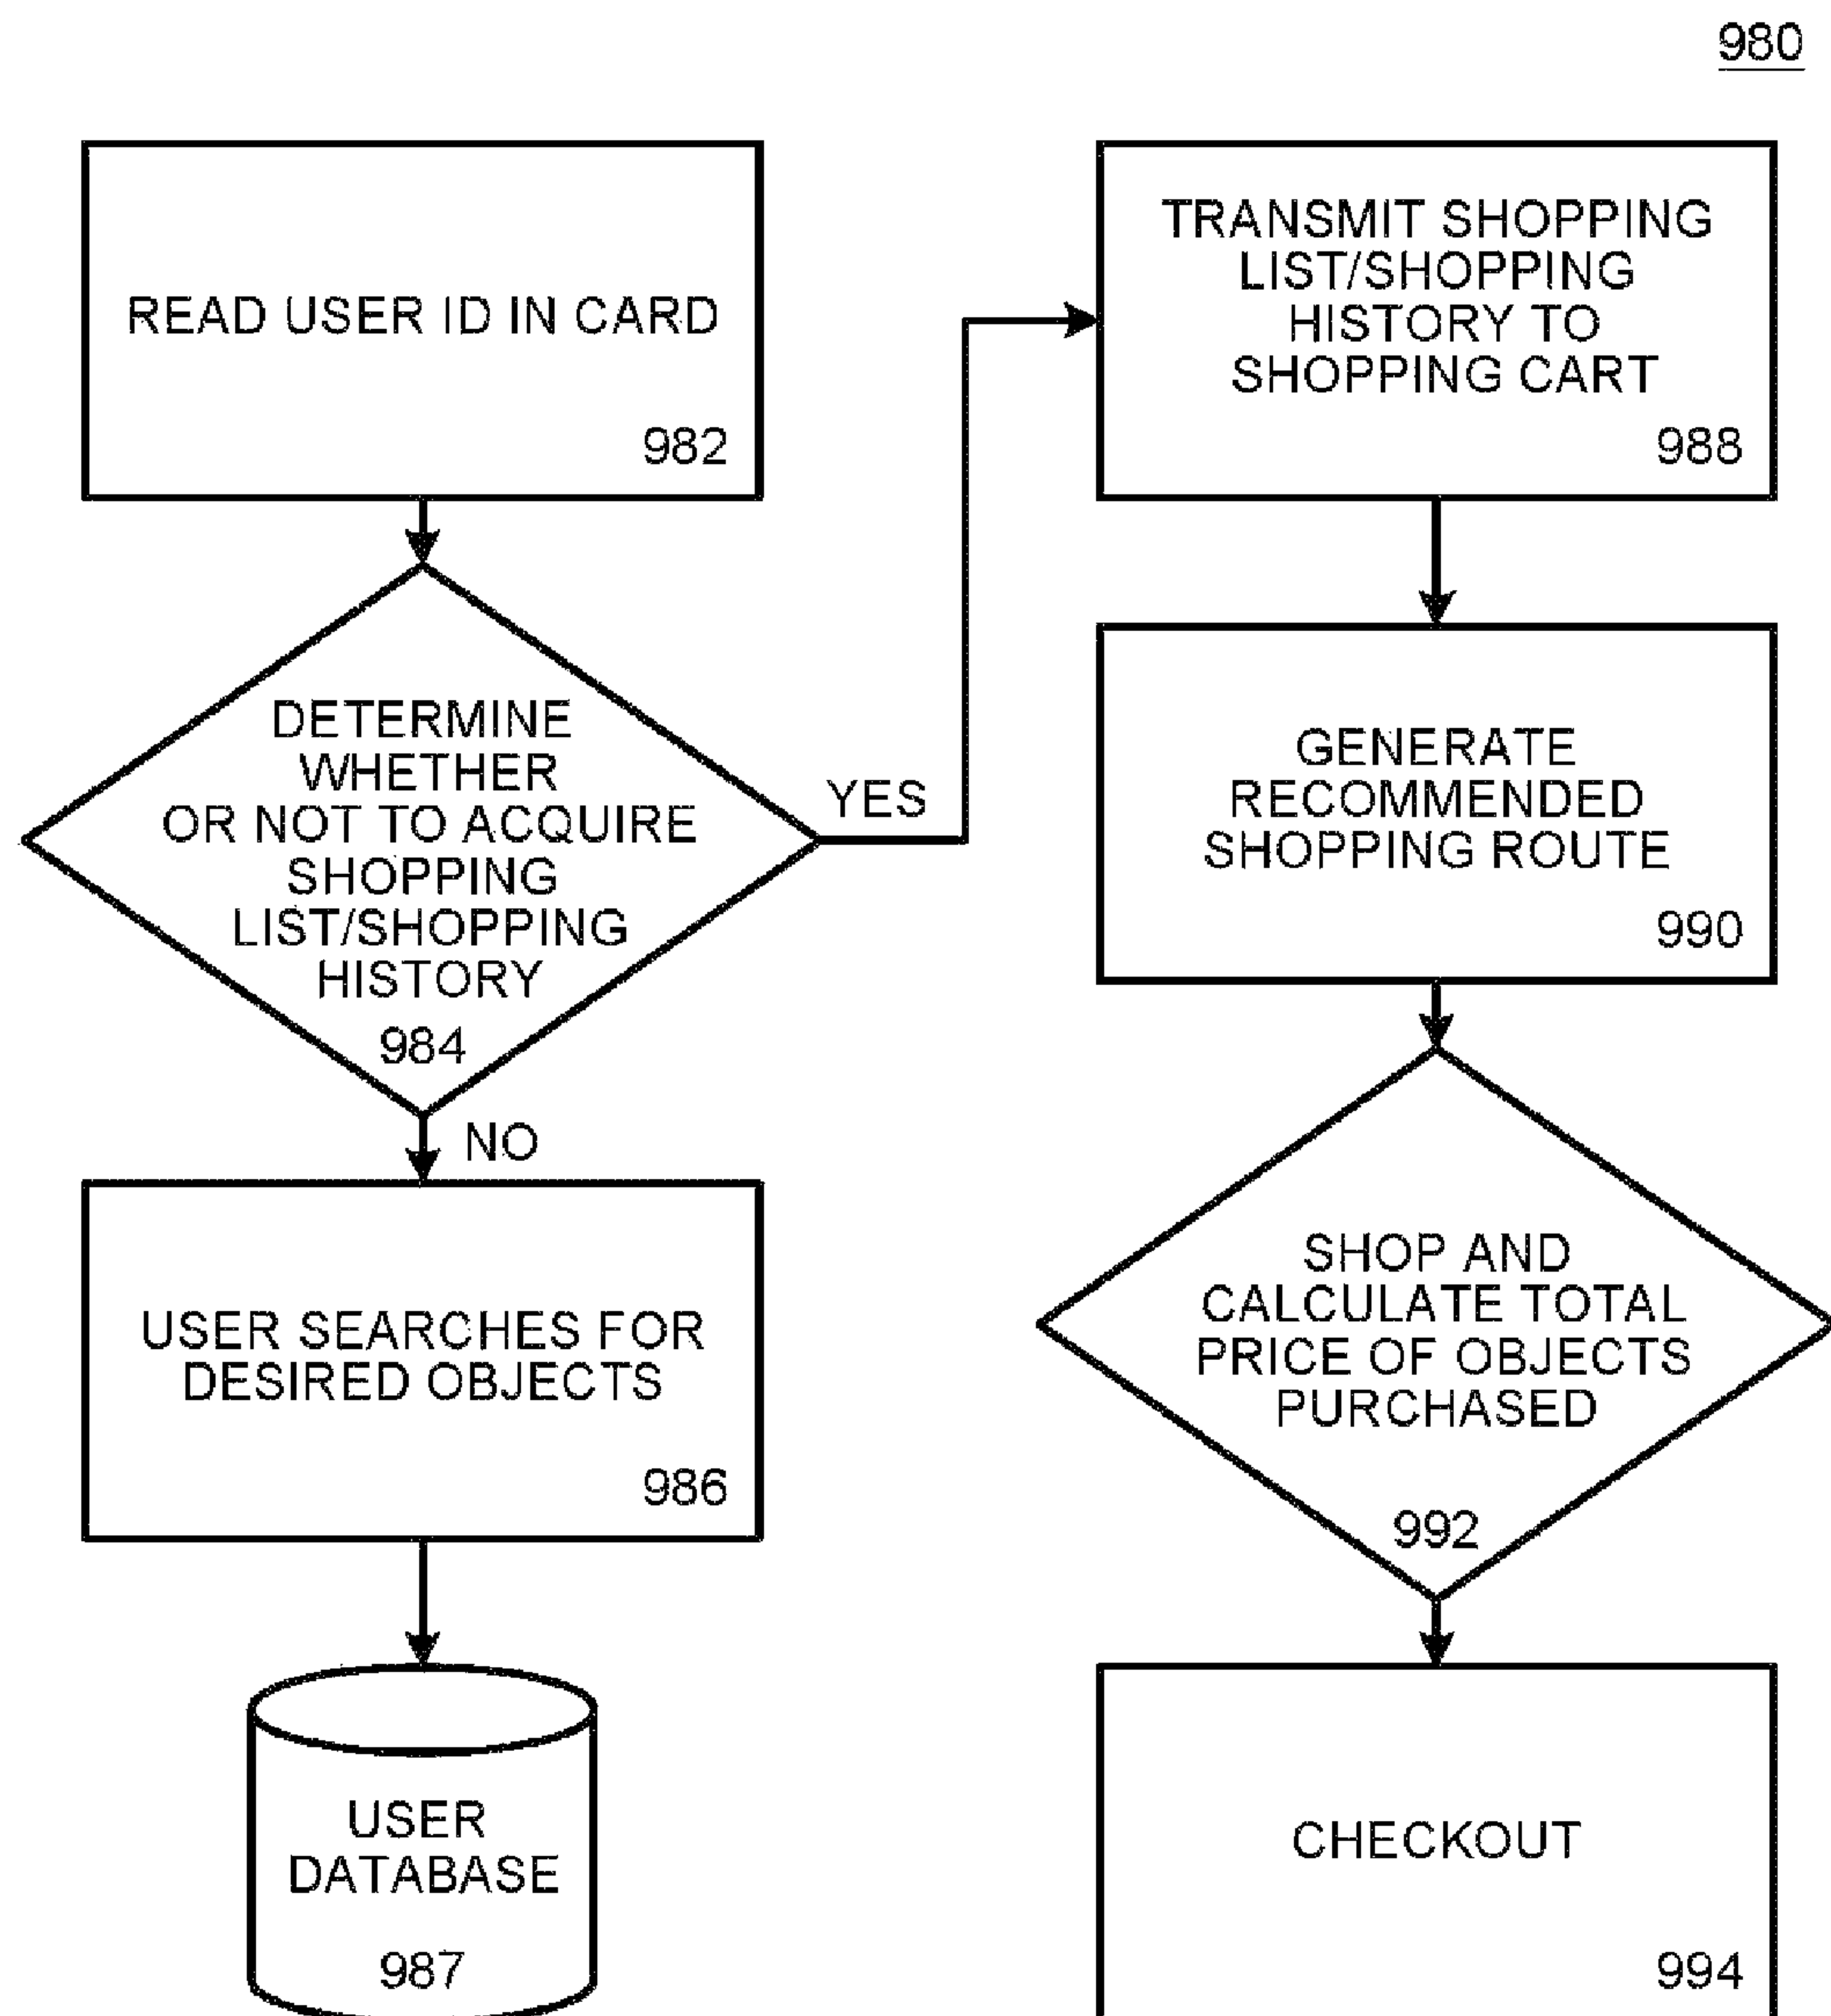 980
READ USER ID IN CARD
982
DETERMINE
WHETHER
OR NOT TO ACQUIRE
SHOPPING
LIST/SHOPPING
HISTORY
984
YES
NO
USER SEARCHES FOR
DESIRED OBJECTS
986
USER
DATABASE
987
TRANSMIT SHOPPING
LIST/SHOPPING
HISTORY TO
SHOPPING CART
988
GENERATE
RECOMMENDED
SHOPPING ROUTE
990
SHOP AND
CALCULATE TOTAL
PRICE OF OBJECTS
PURCHASED
992
CHECKOUT
994